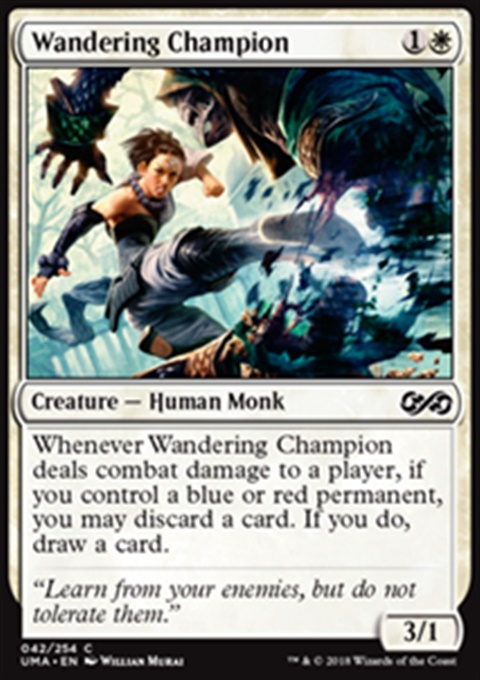 Wandering Champion 1
Creature — Human Monk
Whenever Wandering Champion
deals combat damage to a player, if
you control a blue or red permanent,
you may discard a card. If you do,
draw a card.
“Learn from your enemies, but do not
tolerate them.”
3/1
042/254 C
UMA • EN Willian Murai
™ & © 2018 Wizards of the Coast